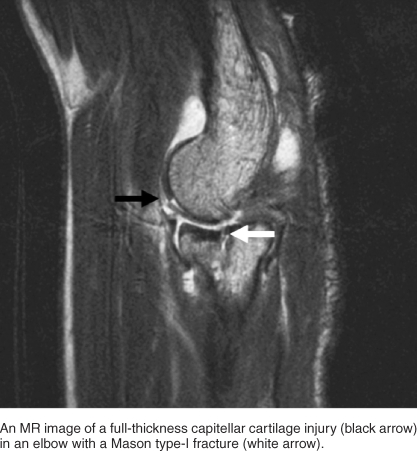 An MR image of a full-thickness capitellar cartilage injury (black arrow)
in an elbow with a Mason type-I fracture (white arrow).